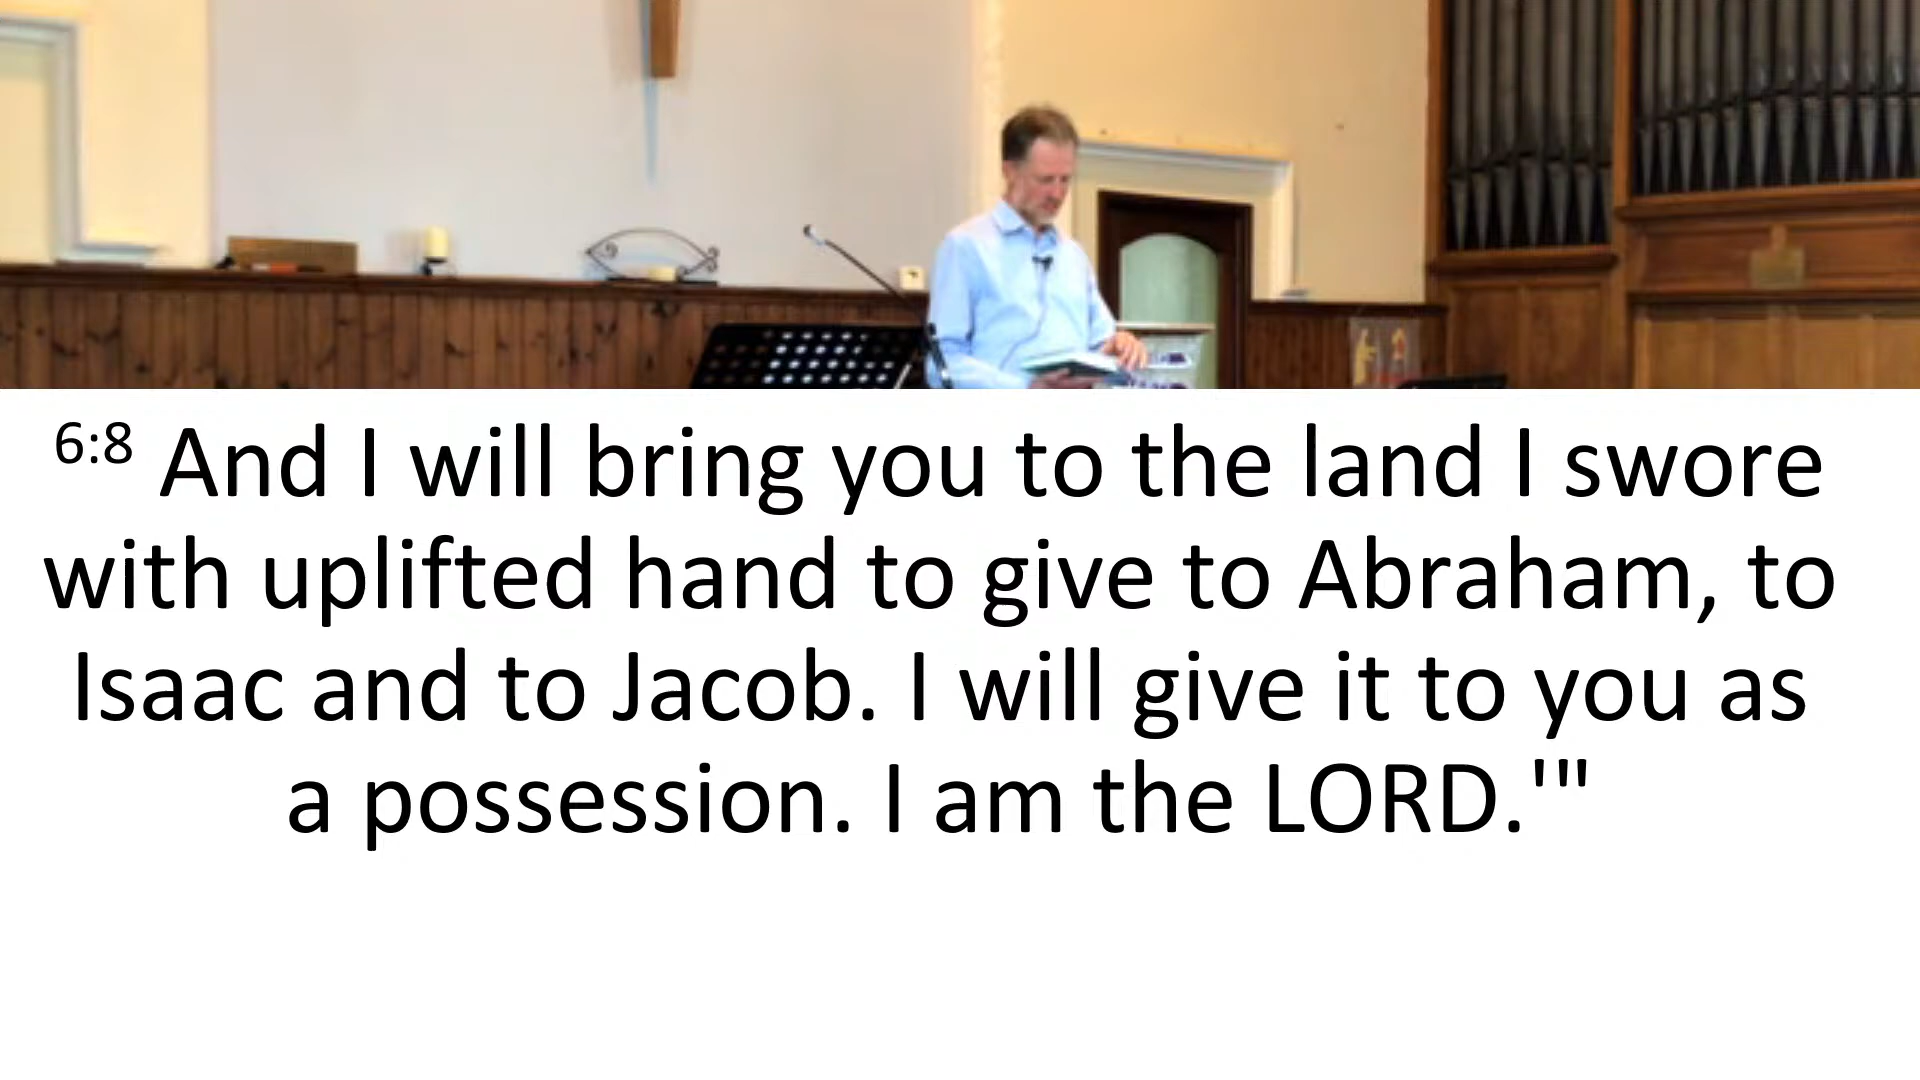 6:8 And I will bring you to the land I swore
with uplifted hand to give to Abraham, to
Isaac and to Jacob. I will give it to you as
a possession. I am the LORD.'"